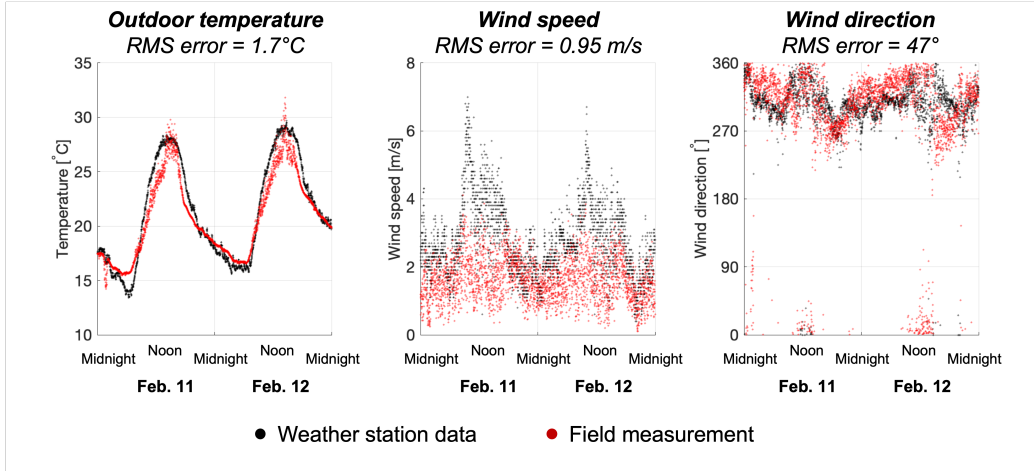 Outdoor temperature
RMS error = 1.7°C
Wind speed
RMS error = 0.95 m/s
Wind direction
RMS error = 47°
35
30
25
20
15
10
Temperature [°C]
Midnight
Noon
Midnight
Noon
Midnight
Feb. 11
Feb. 12
8
6
4
2
0
Wind speed [m/s]
Midnight
Noon
Midnight
Noon
Midnight
Feb. 11
Feb. 12
360
270
180
90
0
Wind direction [°]
Midnight
Noon
Midnight
Noon
Midnight
Feb. 11
Feb. 12
Weather station data
Field measurement